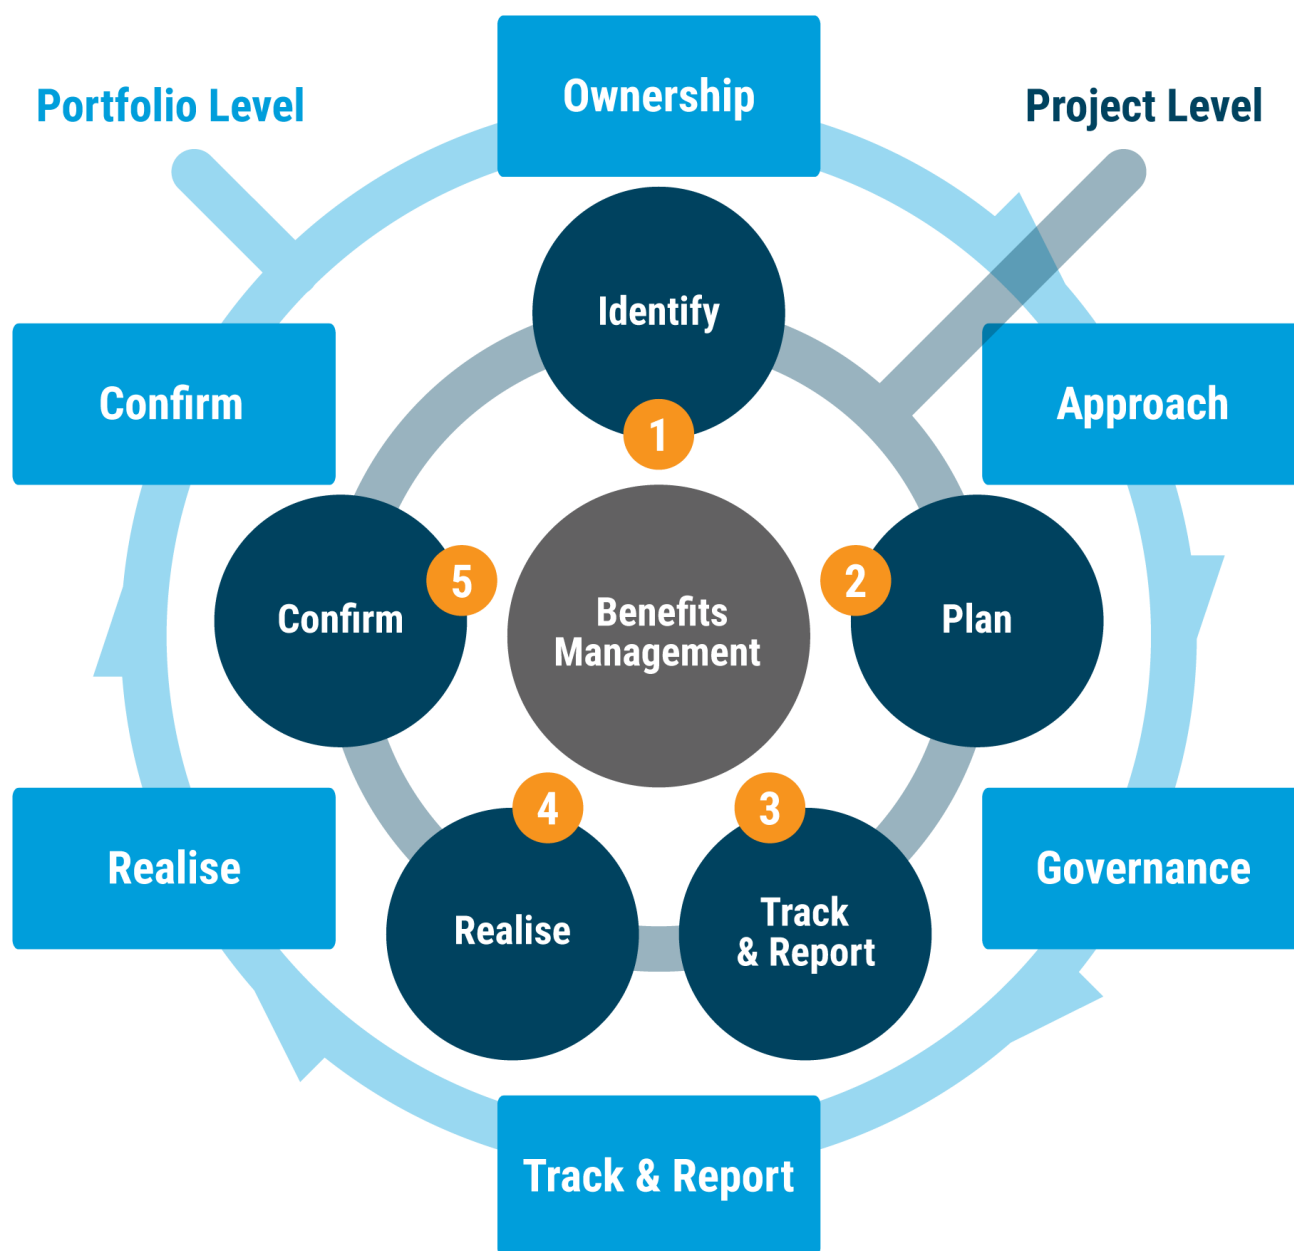 Ownership
Portfolio Level
Project Level
Identify
1
Confirm
Approach
5
Confirm
Benefits
Management
2
Plan
4
Realise
3
Track
& Report
Realise
Governance
Track & Report